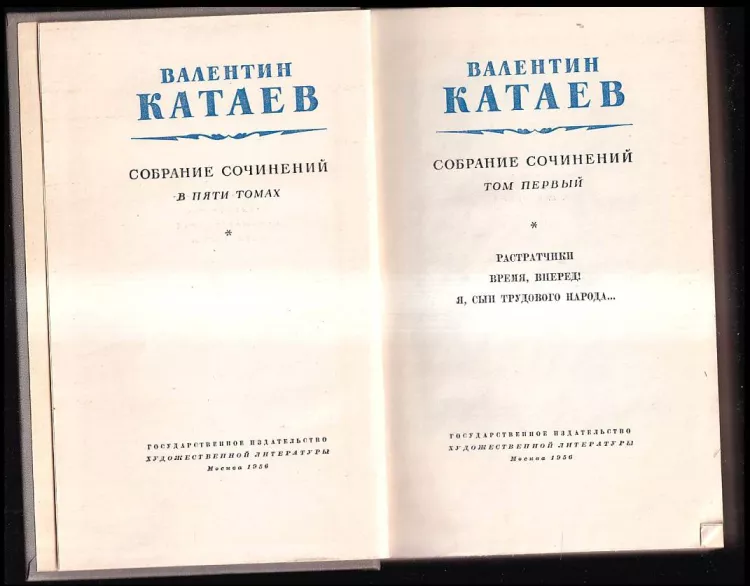 ВАЛЕНТИН
КАТАЕВ
СОБРАНИЕ СОЧИНЕНИЙ
В ПЯТИ ТОМАХ
*
ГОСУДАРСТВЕННОЕ ИЗДАТЕЛЬСТВО
ХУДОЖЕСТВЕННОЙ ЛИТЕРАТУРЫ
Москва 1956
ВАЛЕНТИН
КАТАЕВ
СОБРАНИЕ СОЧИНЕНИЙ
ТОМ ПЕРВЫЙ
*
РАСТРАТЧИКИ
ВРЕМЯ, ВПЕРЕД!
Я, СЫН ТРУДОВОГО НАРОДА...
ГОСУДАРСТВЕННОЕ ИЗДАТЕЛЬСТВО
ХУДОЖЕСТВЕННОЙ ЛИТЕРАТУРЫ
Москва 1956